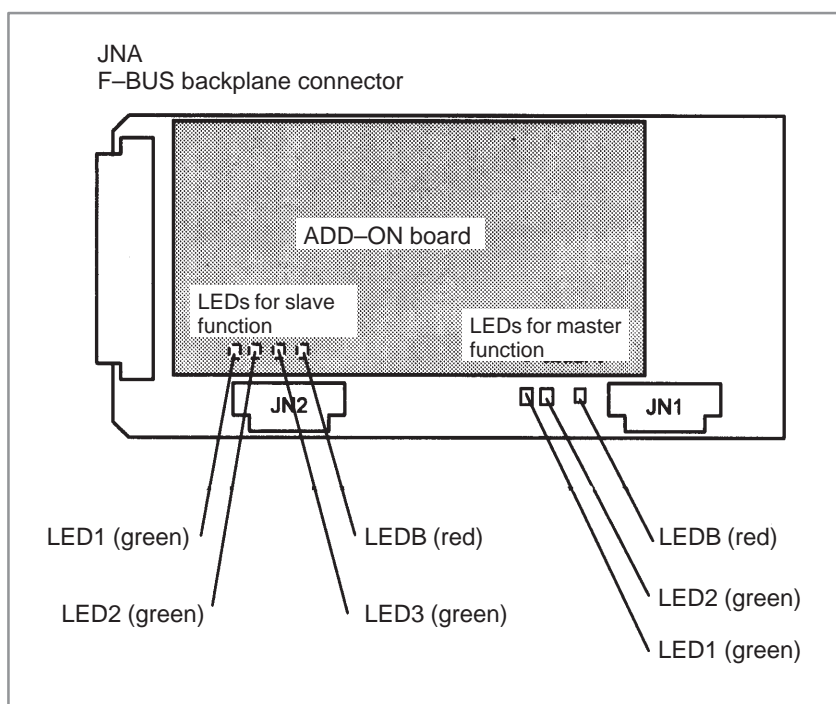 JNA
F–BUS backplane connector
ADD–ON board
LEDs for slave
function
LEDs for master
function
JN2
JN1
LED1 (green)
LEDB (red)
LEDB (red)
LED2 (green)
LED3 (green)
LED2 (green)
LED1 (green)